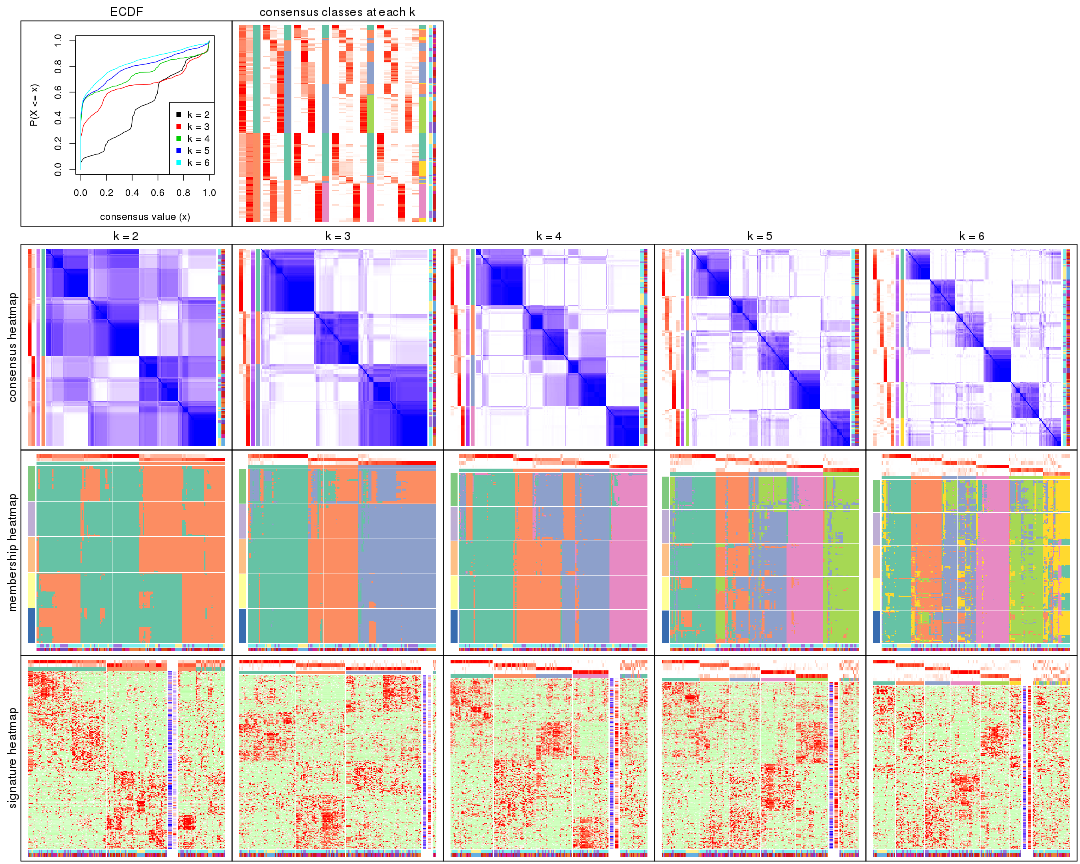 ECDF
consensus classes at each k
P(X <= x)
1.0
0.8
0.6
0.4
0.2
0.0
k = 2
k = 3
k = 4
k = 5
k = 6
0.0 0.2 0.4 0.6 0.8 1.0
consensus value (x)
k = 2
k = 3
k = 4
k = 5
k = 6
consensus heatmap
membership heatmap
signature heatmap